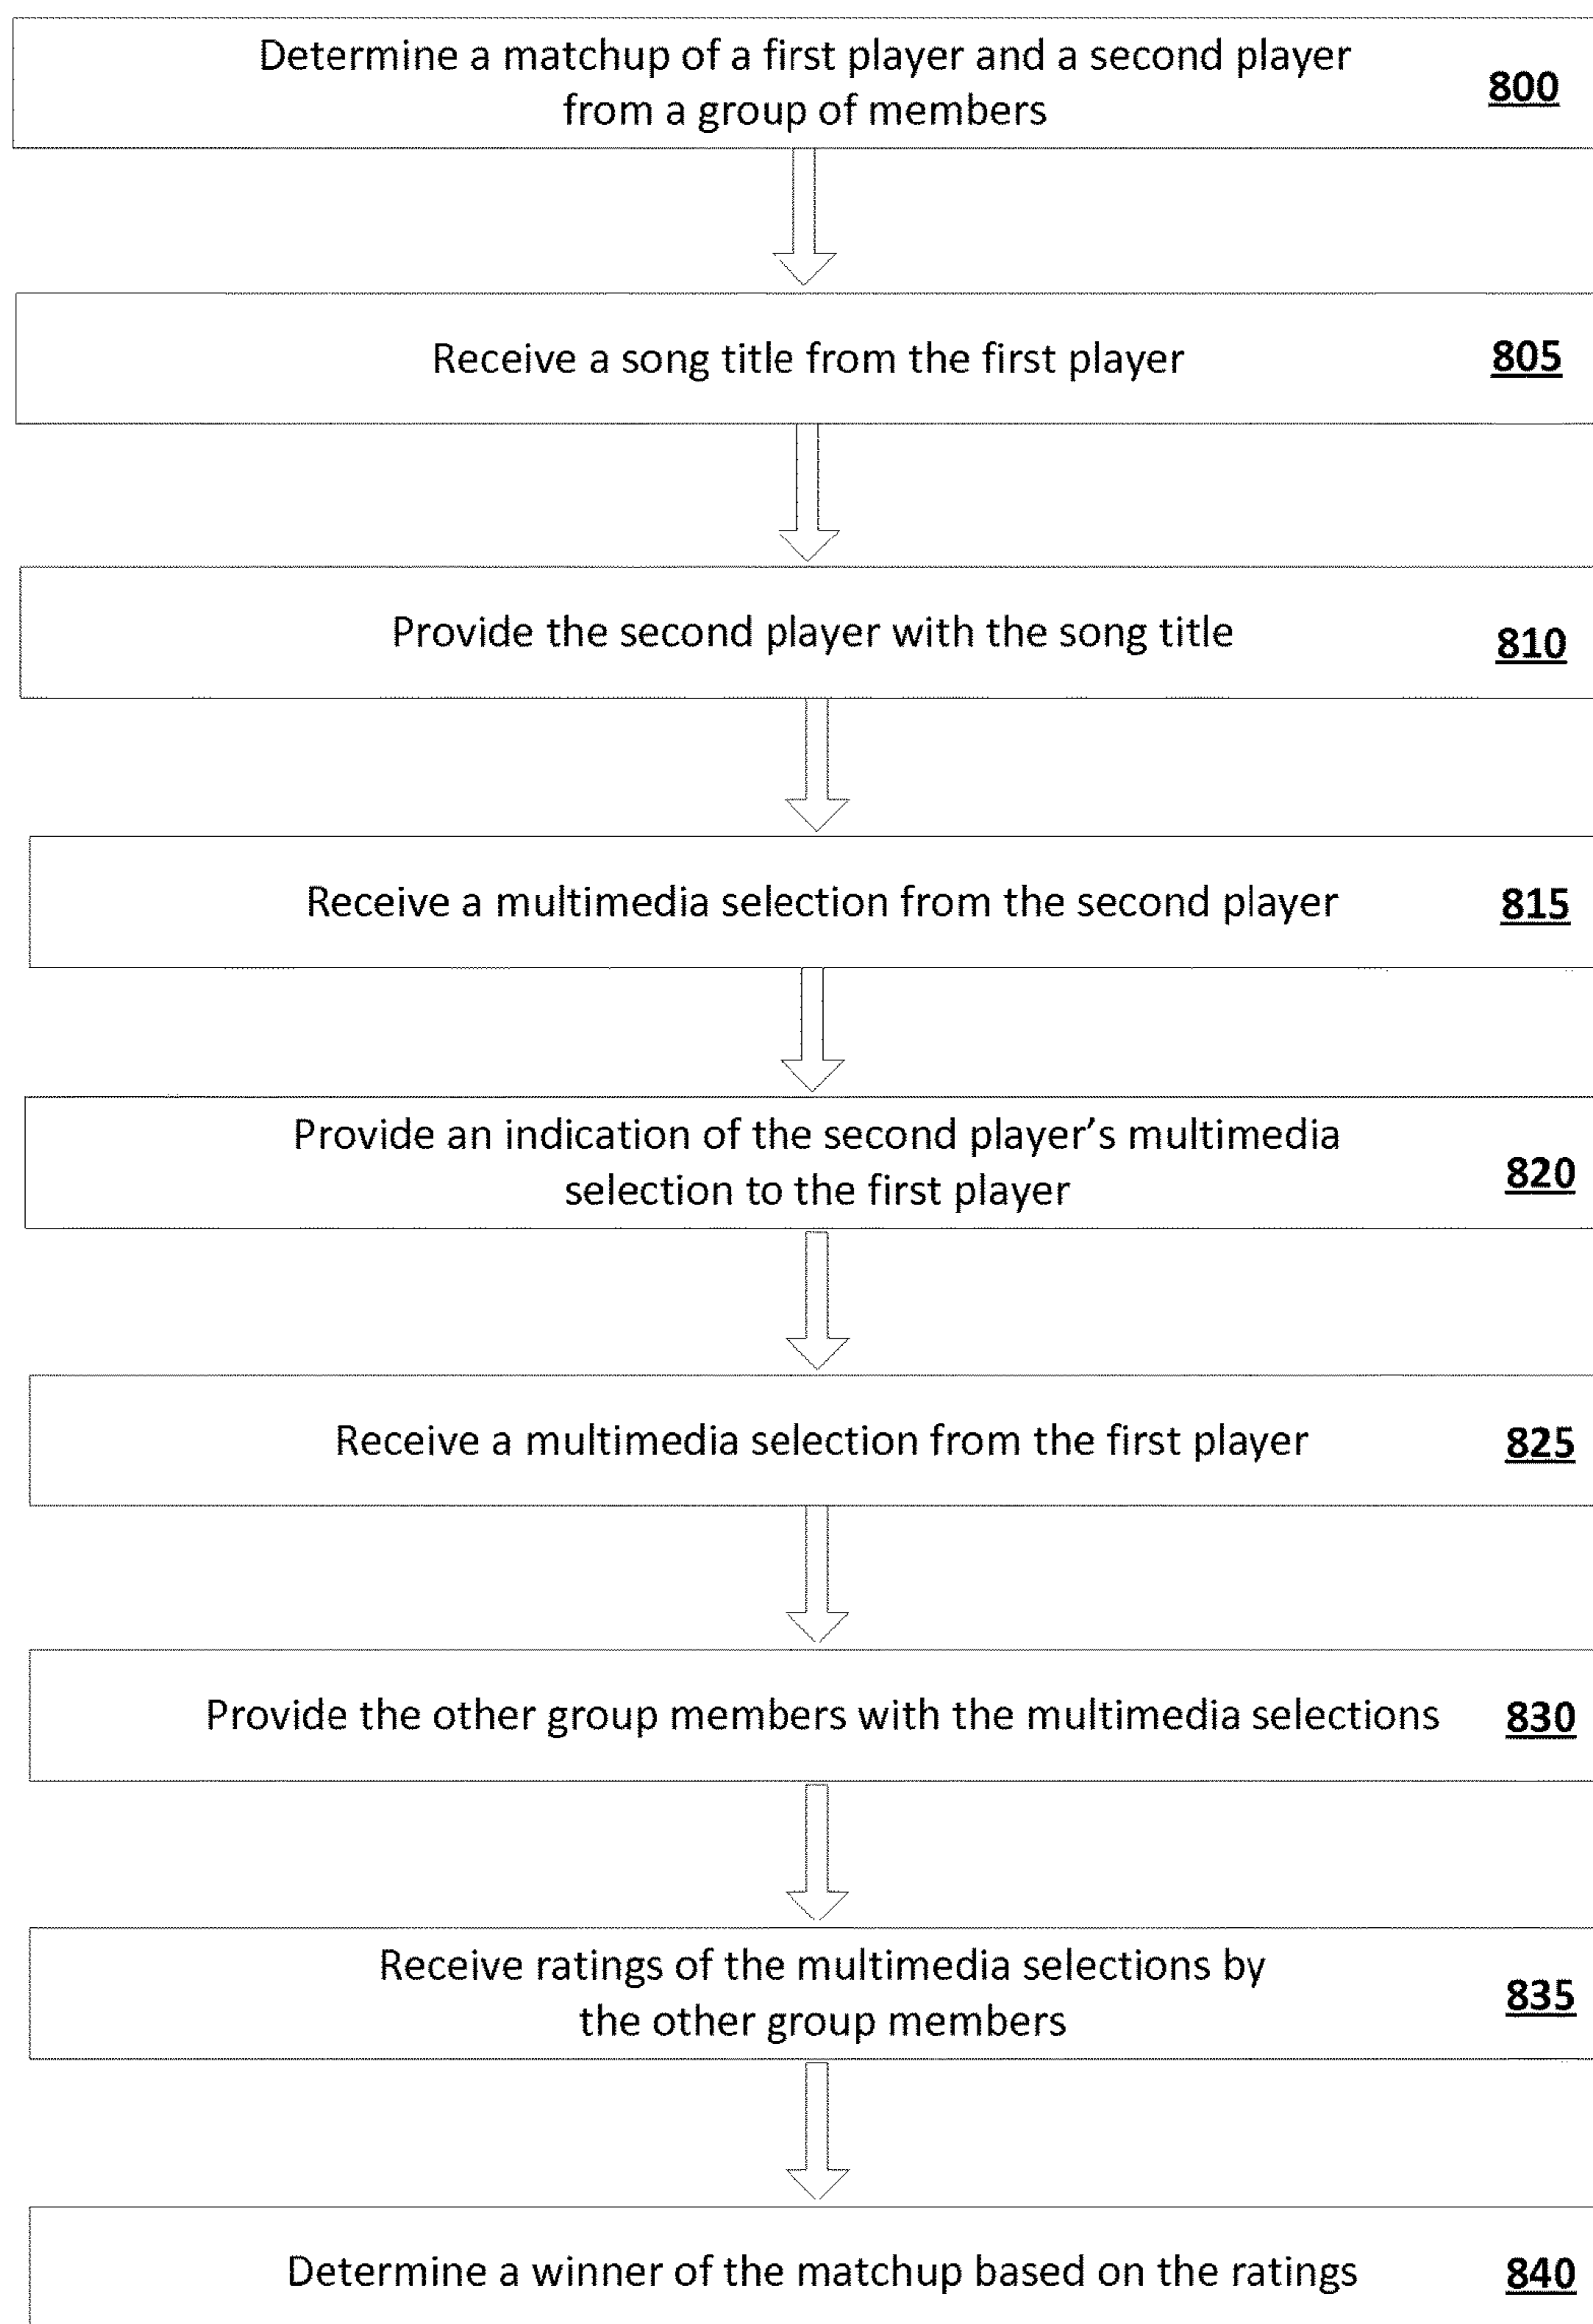 Determine a matchup of a first player and a second player
from a group of members
800
Receive a song title from the first player
805
Provide the second player with the song title
810
Receive a multimedia selection from the second player
815
Provide an indication of the second player's multimedia
selection to the first player
820
Receive a multimedia selection from the first player
825
Provide the other group members with the multimedia selections
830
Receive ratings of the multimedia selections by
the other group members
835
Determine a winner of the matchup based on the ratings
840